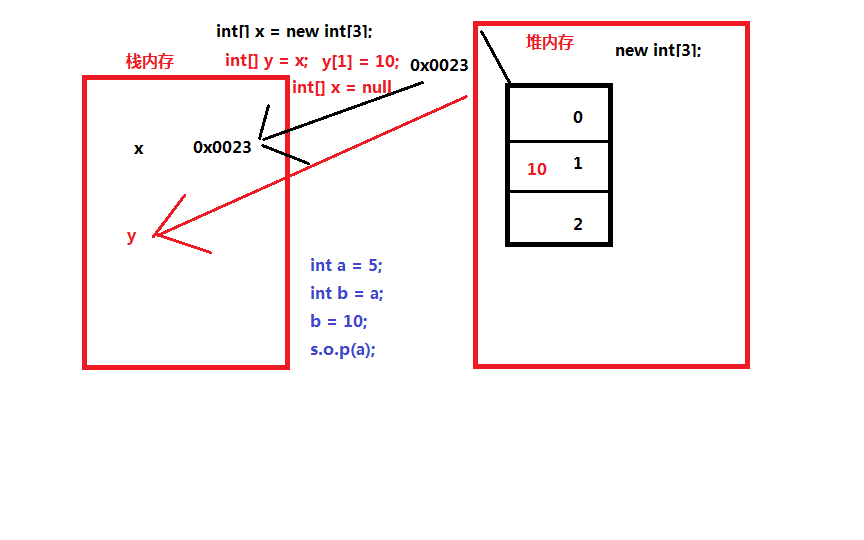 int[] x = new int[3];
栈内存
int[] y = x; y[1] = 10;
0x0023
int[] x = null
堆内存
new int[3];
x 0x0023
y
0
10 1
2
int a = 5;
int b = a;
b = 10;
s.o.p(a);